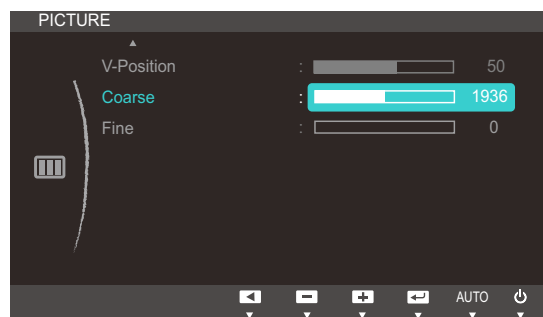 PICTURE
V-Position : 50
Coarse : 1936
Fine : 0
AUTO